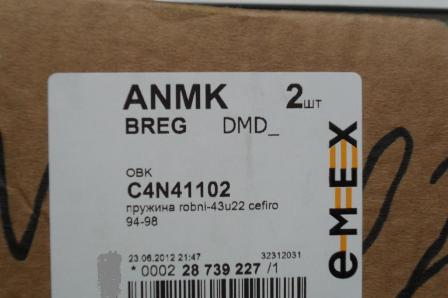 ANMK 2шт
BREG DMD_
OBK
C4N41102
пружина robni-43u22 cefiro
94-98
23.06.2012 21:47 32312031
* 0002 28 739 227 /1
eMEX